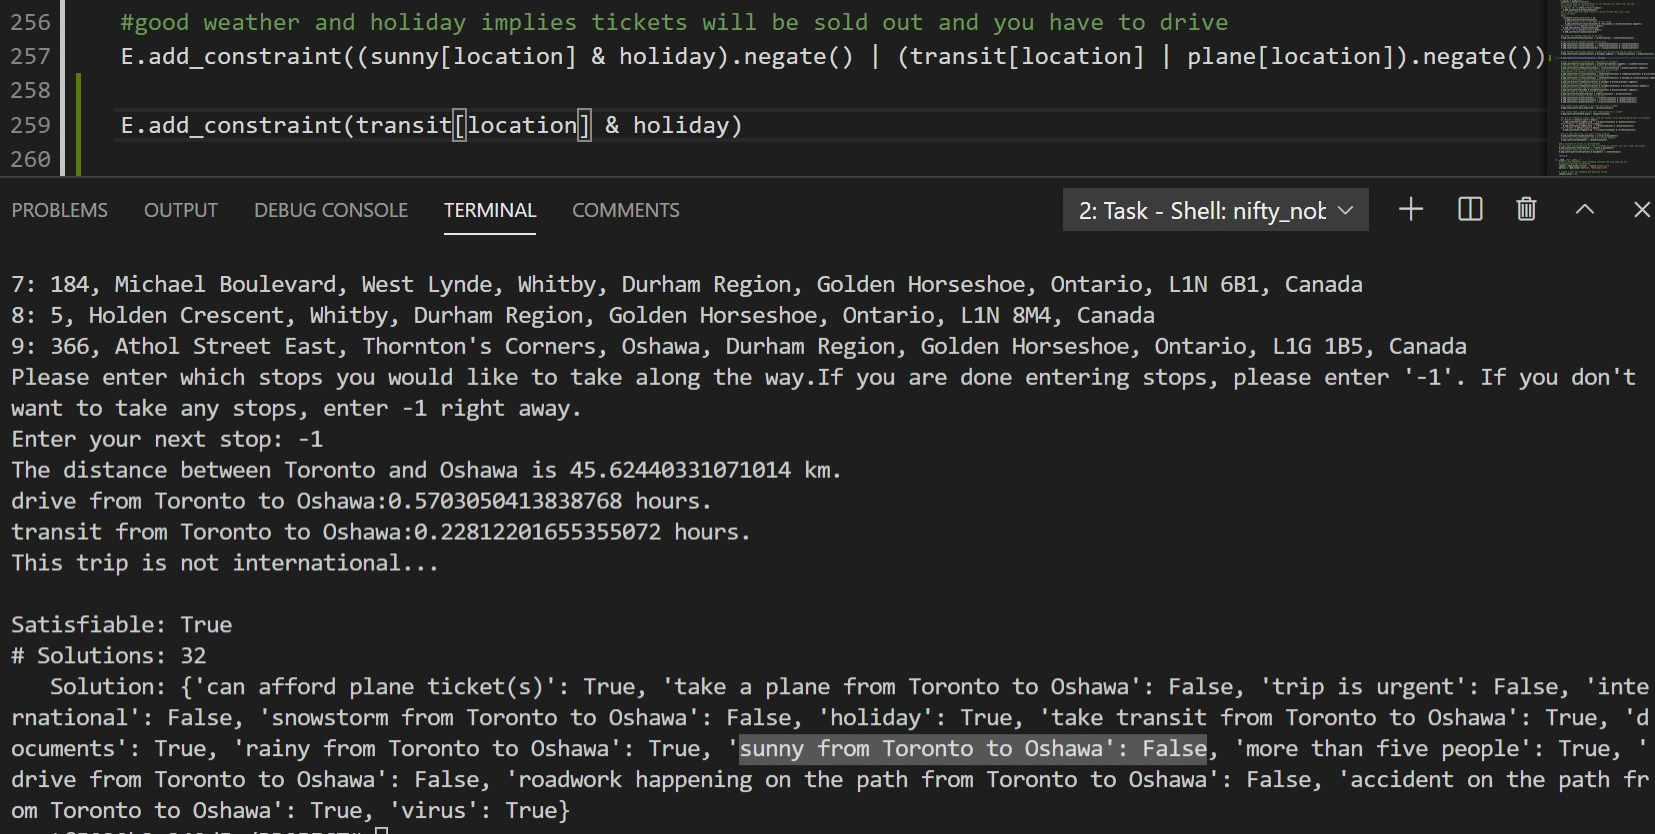 256 #good weather and holiday implies tickets will be sold out and you have to drive
257 E.add_constraint((sunny[location] & holiday).negate() | (transit[location] | plane[location]).negate())
258
259 E.add_constraint(transit[location] & holiday)
260
PROBLEMS OUTPUT DEBUG CONSOLE TERMINAL COMMENTS 2: Task - Shell: nifty_nob
7: 184, Michael Boulevard, West Lynde, Whitby, Durham Region, Golden Horseshoe, Ontario, L1N 6B1, Canada
8: 5, Holden Crescent, Whitby, Durham Region, Golden Horseshoe, Ontario, L1N 8M4, Canada
9: 366, Athol Street East, Thornton's Corners, Oshawa, Durham Region, Golden Horseshoe, Ontario, L1G 1B5, Canada
Please enter which stops you would like to take along the way.If you are done entering stops, please enter '-1'. If you don't
want to take any stops, enter -1 right away.
Enter your next stop: -1
The distance between Toronto and Oshawa is 45.62440331071014 km.
drive from Toronto to Oshawa:0.5703050413838768 hours.
transit from Toronto to Oshawa:0.22812201655355072 hours.
This trip is not international...
Satisfiable: True
# Solutions: 32
Solution: {'can afford plane ticket(s)': True, 'take a plane from Toronto to Oshawa': False, 'trip is urgent': False, 'inte
rnational': False, 'snowstorm from Toronto to Oshawa': False, 'holiday': True, 'take transit from Toronto to Oshawa': True, 'd
ocuments': True, 'rainy from Toronto to Oshawa': True, 'sunny from Toronto to Oshawa': False, 'more than five people': True, '
drive from Toronto to Oshawa': False, 'roadwork happening on the path from Toronto to Oshawa': False, 'accident on the path fr
om Toronto to Oshawa': True, 'virus': True}